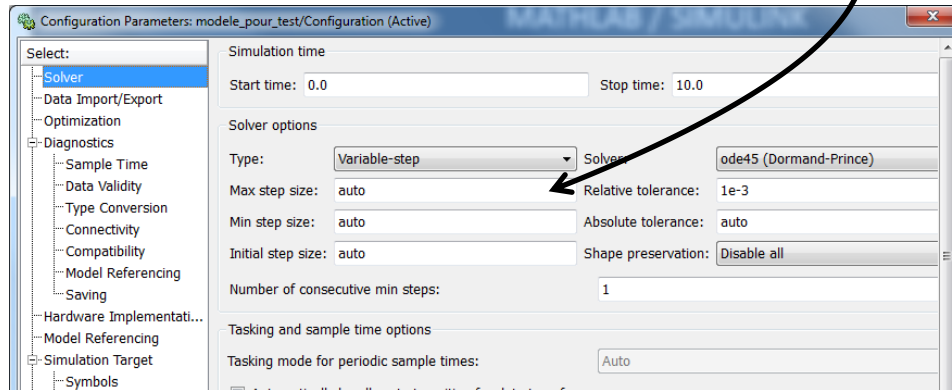 Configuration Parameters: modele_pour_test/Configuration (Active)
MATHLAB / SIMULINK
Select:
Solver
Data Import/Export
Optimization
Diagnostics
Sample Time
Data Validity
Type Conversion
Connectivity
Compatibility
Model Referencing
Saving
Hardware Implementati...
Model Referencing
Simulation Target
Symbols
Simulation time
Start time: 0.0 Stop time: 10.0
Solver options
Type: Variable-step Solver: ode45 (Dormand-Prince)
Max step size: auto Relative tolerance: 1e-3
Min step size: auto Absolute tolerance: auto
Initial step size: auto Shape preservation: Disable all
Number of consecutive min steps: 1
Tasking and sample time options
Tasking mode for periodic sample times: Auto